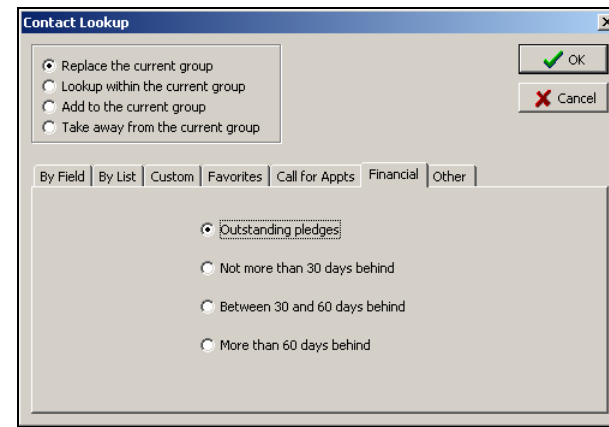 Contact Lookup
Replace the current group
Lookup within the current group
Add to the current group
Take away from the current group
OK
Cancel
By Field By List Custom Favorites Call for Appts Financial Other
Outstanding pledges
Not more than 30 days behind
Between 30 and 60 days behind
More than 60 days behind